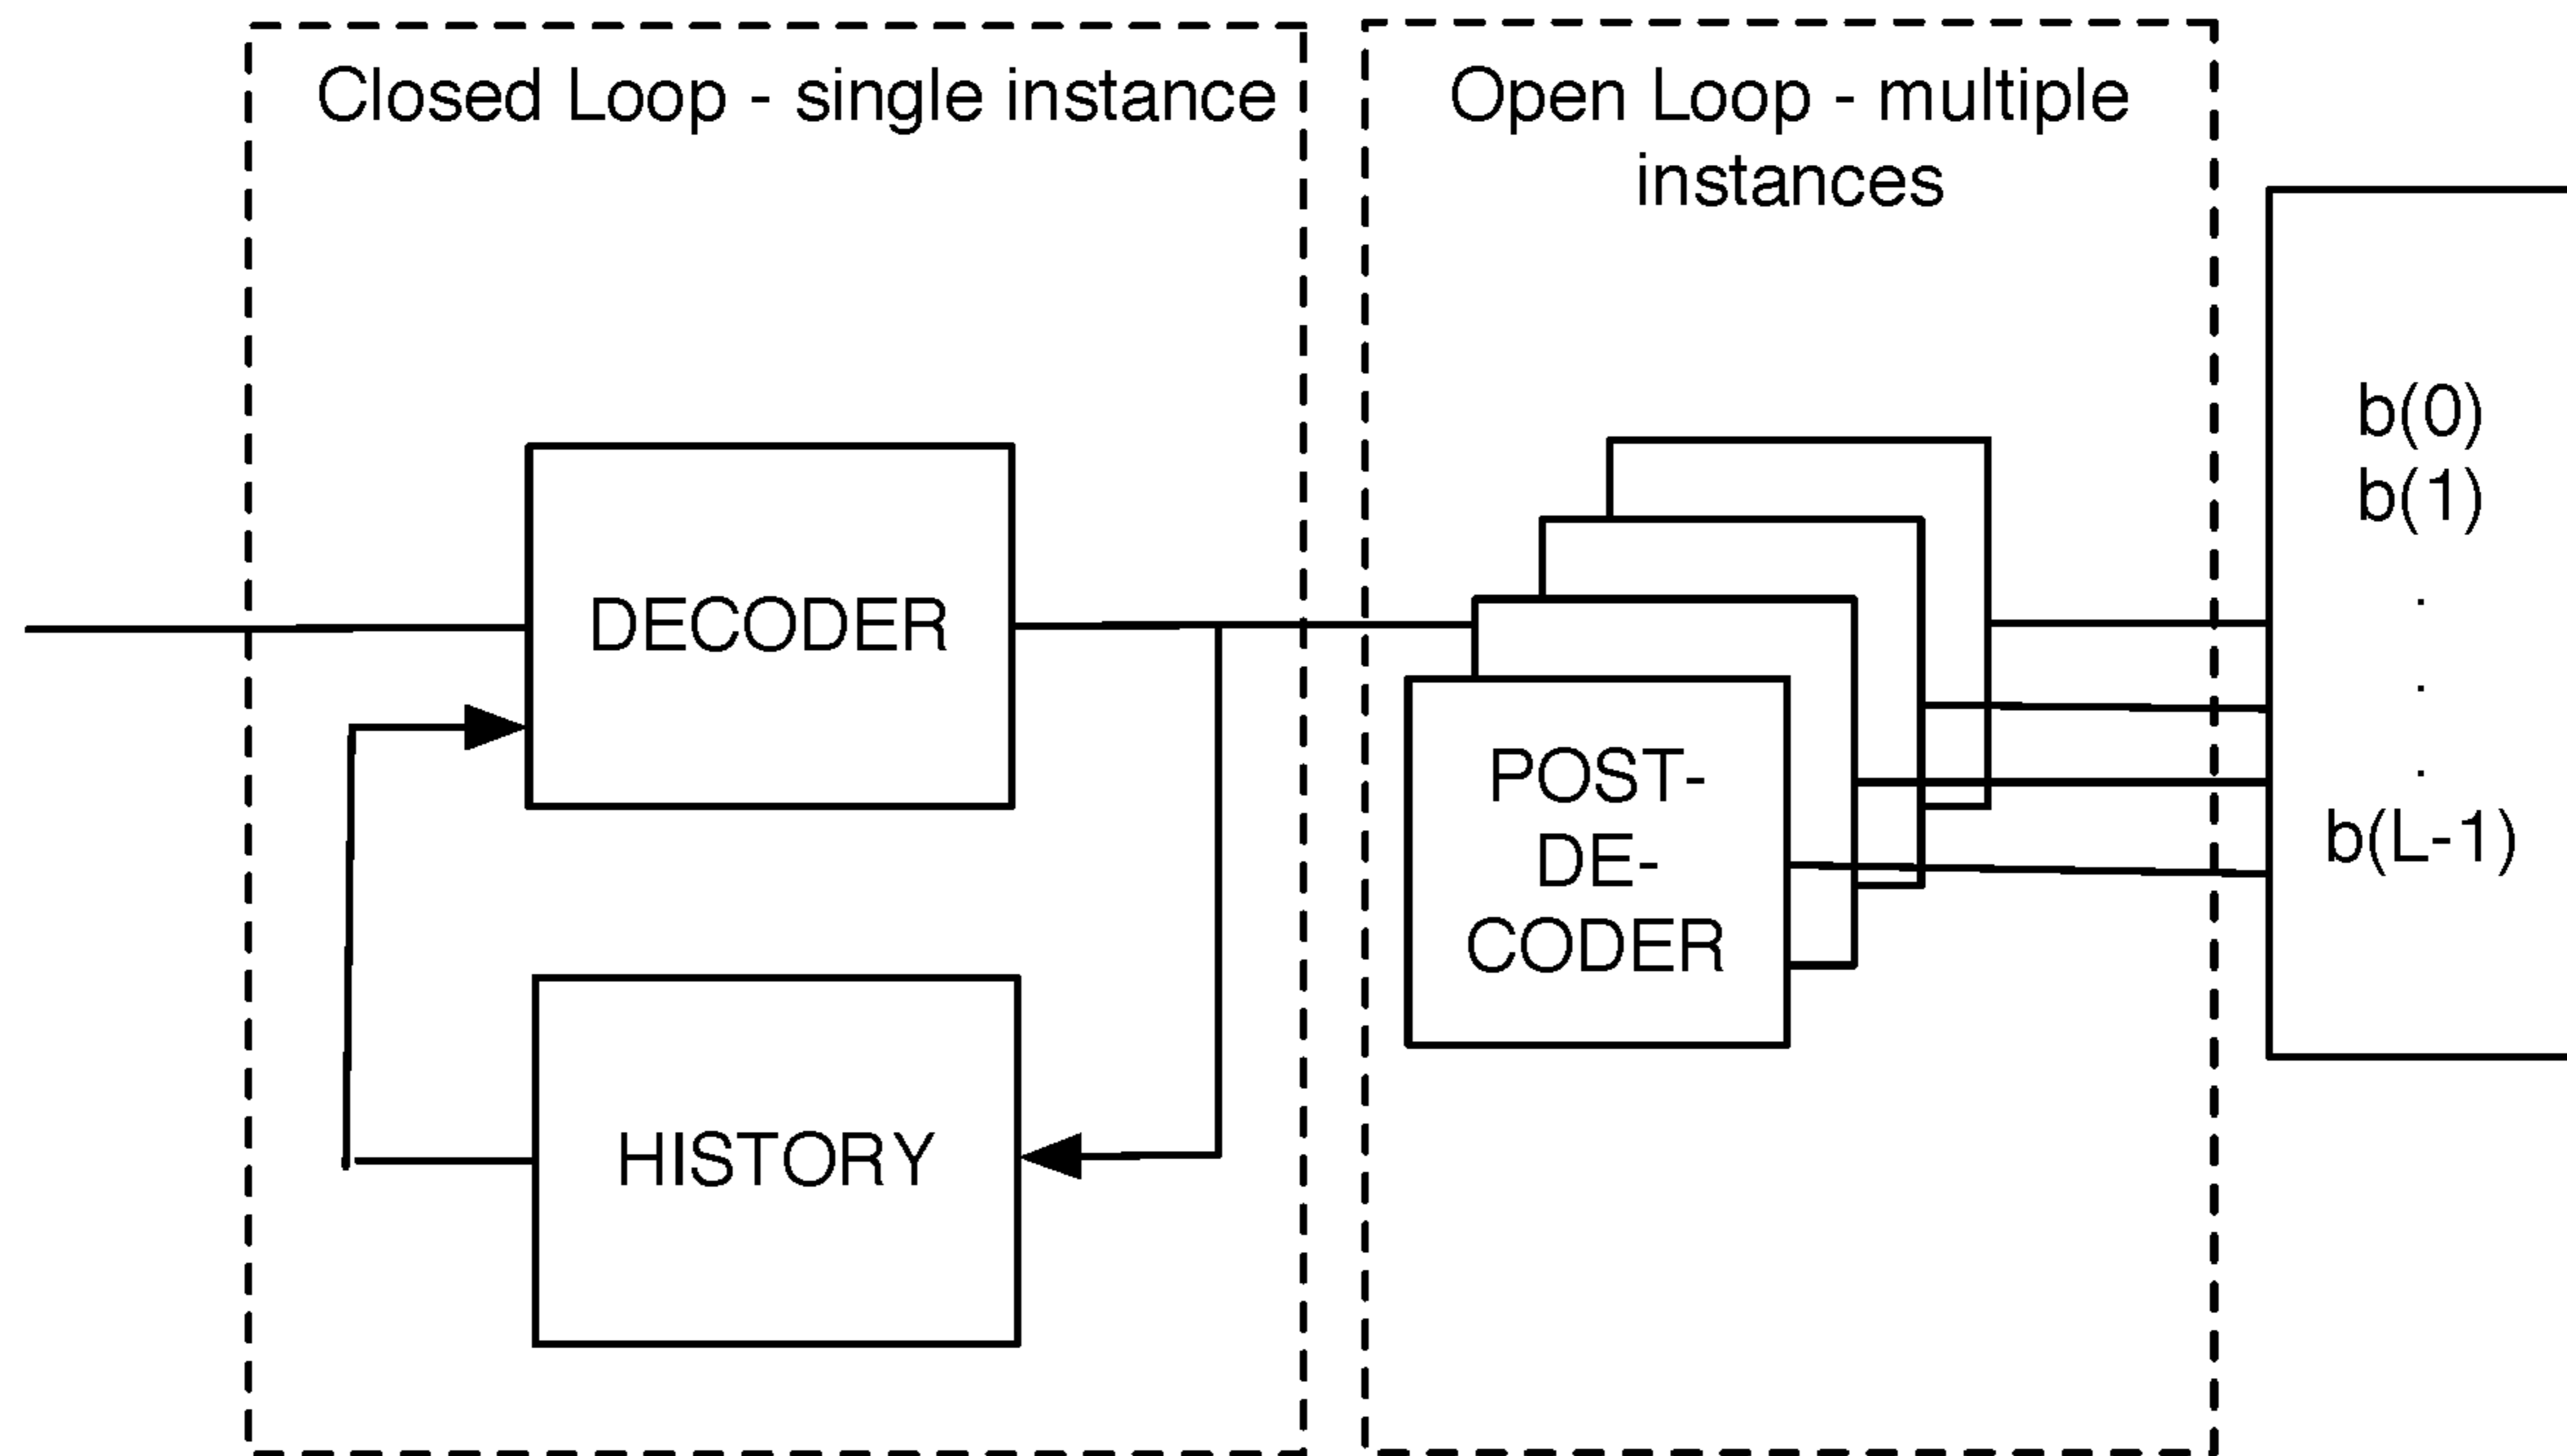 Closed Loop - single instance
Open Loop - multiple
instances
DECODER
HISTORY
POST-
DE-
CODER
b(0)
b(1)
.
.
.
b(L-1)